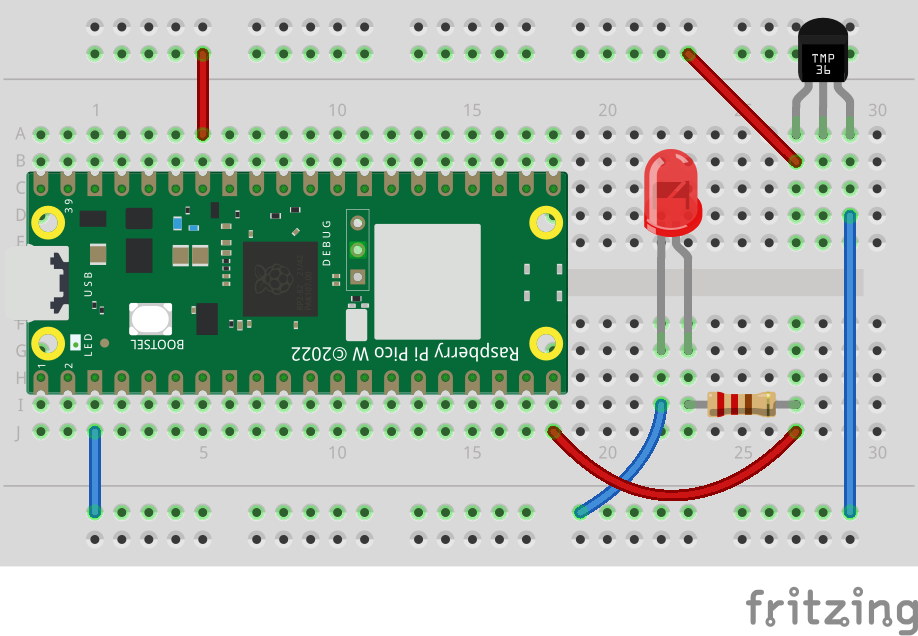 TMP
36
1 10 15 20 30
A
B
C
D
F
G
H
I
J
39
DEBUG
USB
LED
BOOTSEL
Raspberry Pi Pico W ©2022
1
2
5 10 15 20 25 30
fritzing